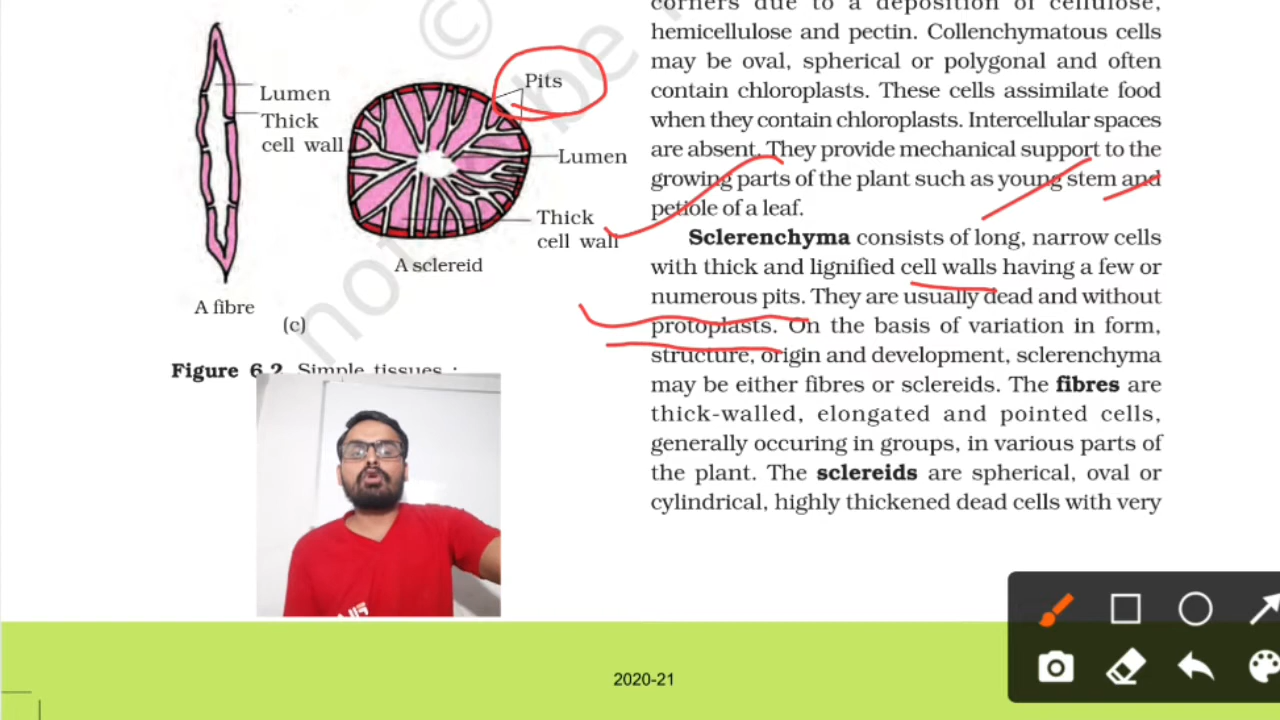 Lumen
Thick
cell wall
A fibre
(c)
Pits
Lumen
Thick
cell wall
A sclereid
Figure 6.2 Simple tissues :
corners due to a deposition of cellulose,
hemicellulose and pectin. Collenchymatous cells
may be oval, spherical or polygonal and often
contain chloroplasts. These cells assimilate food
when they contain chloroplasts. Intercellular spaces
are absent. They provide mechanical support to the
growing parts of the plant such as young stem and
petiole of a leaf.
Sclerenchyma consists of long, narrow cells
with thick and lignified cell walls having a few or
numerous pits. They are usually dead and without
protoplasts. On the basis of variation in form,
structure, origin and development, sclerenchyma
may be either fibres or sclereids. The fibres are
thick-walled, elongated and pointed cells,
generally occuring in groups, in various parts of
the plant. The sclereids are spherical, oval or
cylindrical, highly thickened dead cells with very
© not be
2020-21